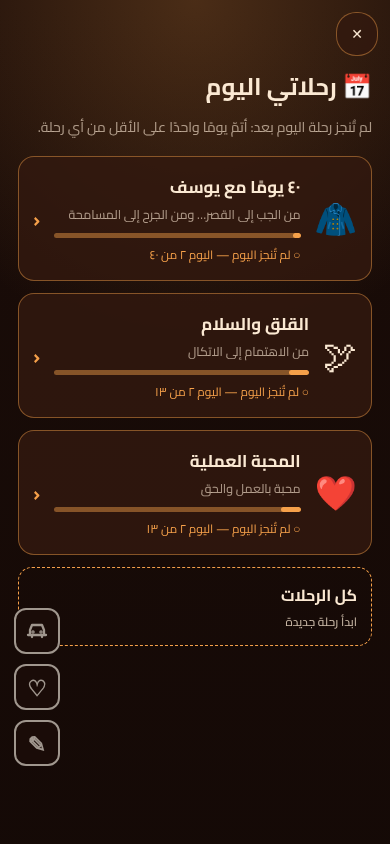 ×
📅 رحلاتي اليوم
لم تُنجز رحلة اليوم بعد: أتمّ يومًا واحدًا على الأقل من أي رحلة.
٤٠ يومًا مع يوسف
من الجب إلى القصر... ومن الجرح إلى المسامحة
○ لم تُنجز اليوم — اليوم ٢ من ٤٠
القلق والسلام
من الاهتمام إلى الاتكال
○ لم تُنجز اليوم — اليوم ٢ من ١٣
المحبة العملية
محبة بالعمل والحق
○ لم تُنجز اليوم — اليوم ٢ من ١٣
كل الرحلات
ابدأ رحلة جديدة